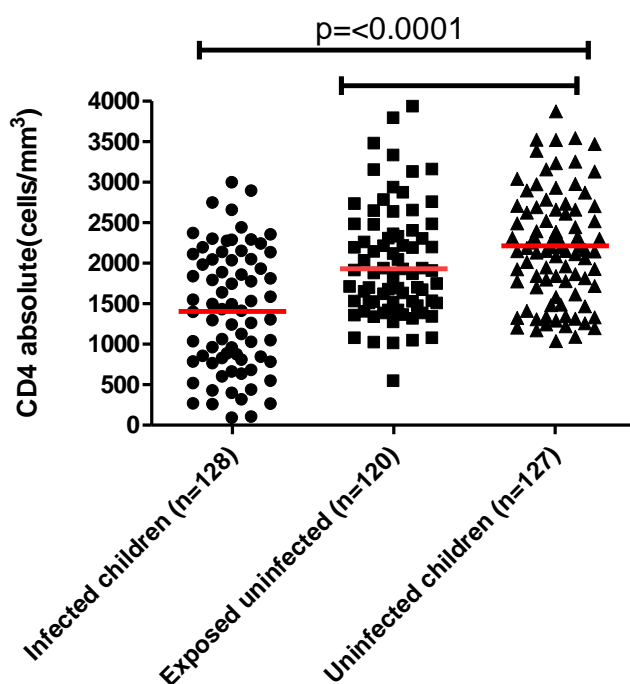 p=<0.0001
CD4 absolute(cells/mm³)
4000
3500
3000
2500
2000
1500
1000
500
0
Infected children (n=128)
Exposed uninfected (n=120)
Uninfected children (n=127)